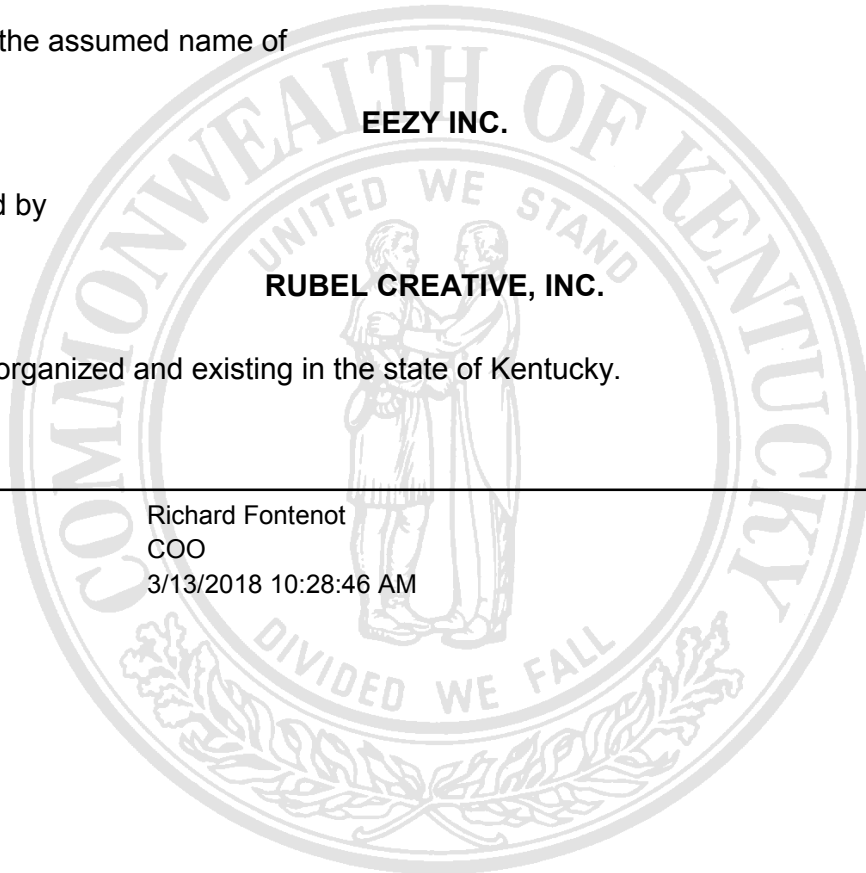 the assumed name of
EEZY INC.
d by
RUBEL CREATIVE, INC.
organized and existing in the state of Kentucky.
Richard Fontenot
COO
3/13/2018 10:28:46 AM
COMMONWEALTH OF KENTUCKY
UNITED WE STAND
DIVIDED WE FALL